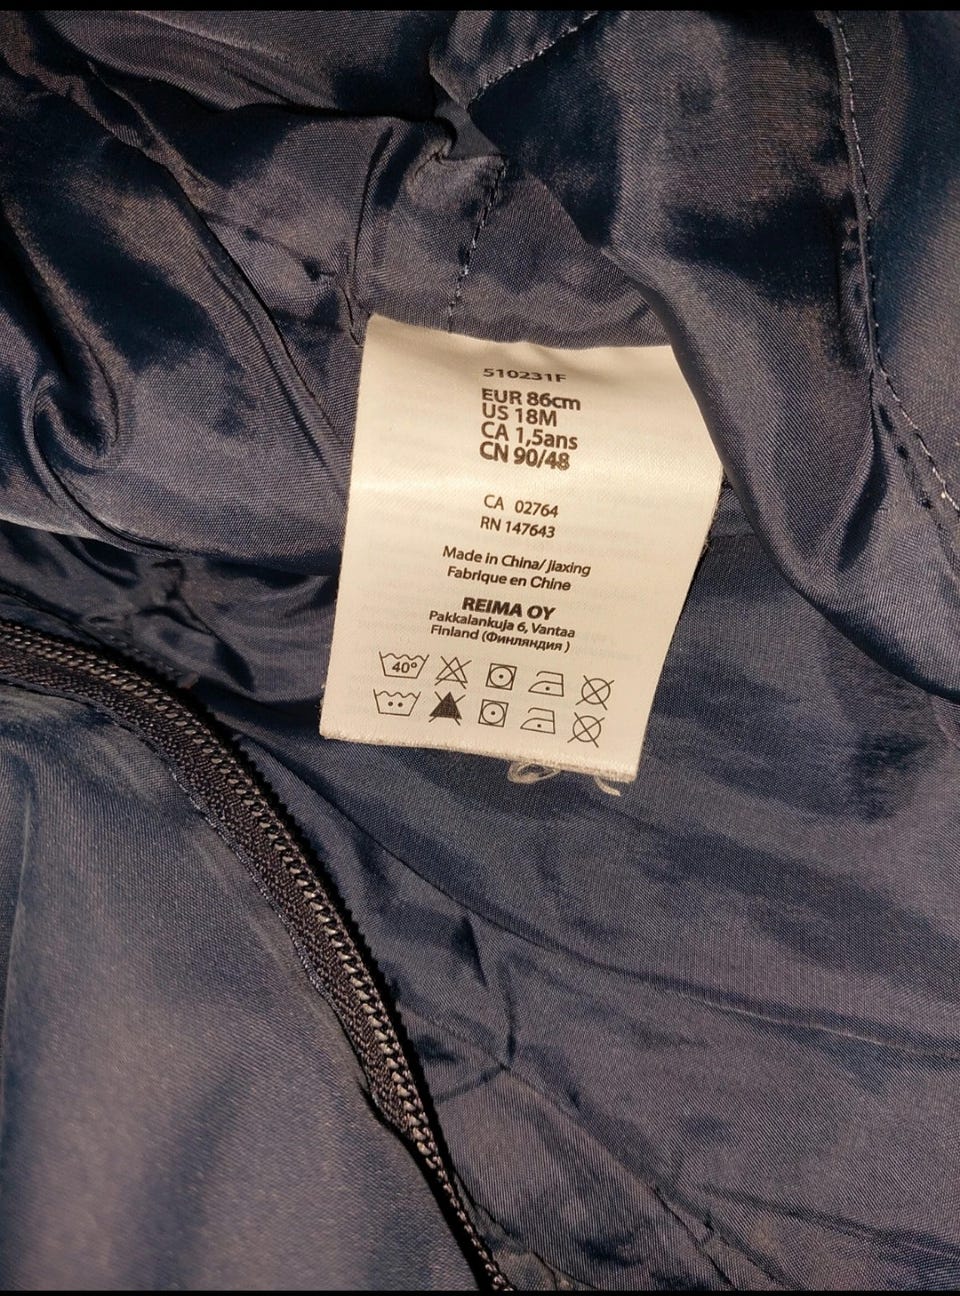 510231F
EUR 86cm
US 18M
CA 1,5ans
CN 90/48
CA 02764
RN 147643
Made in China/ Jiaxing
Fabrique en Chine
REIMA OY
Pakkalankuja 6, Vantaa
Finland (Финляндия )
40°